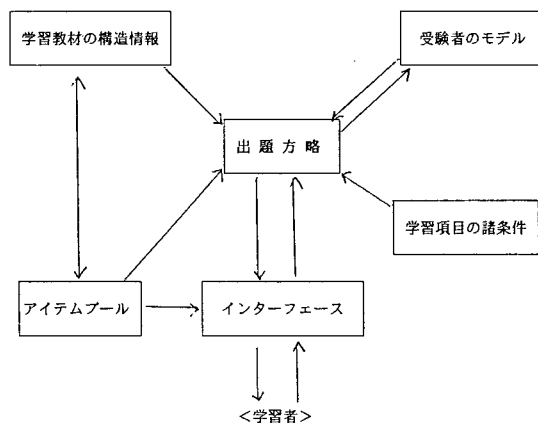 学習教材の構造情報
受験者のモデル
出題方略
学習項目の諸条件
アイテムプール
インターフェース
<学習者>